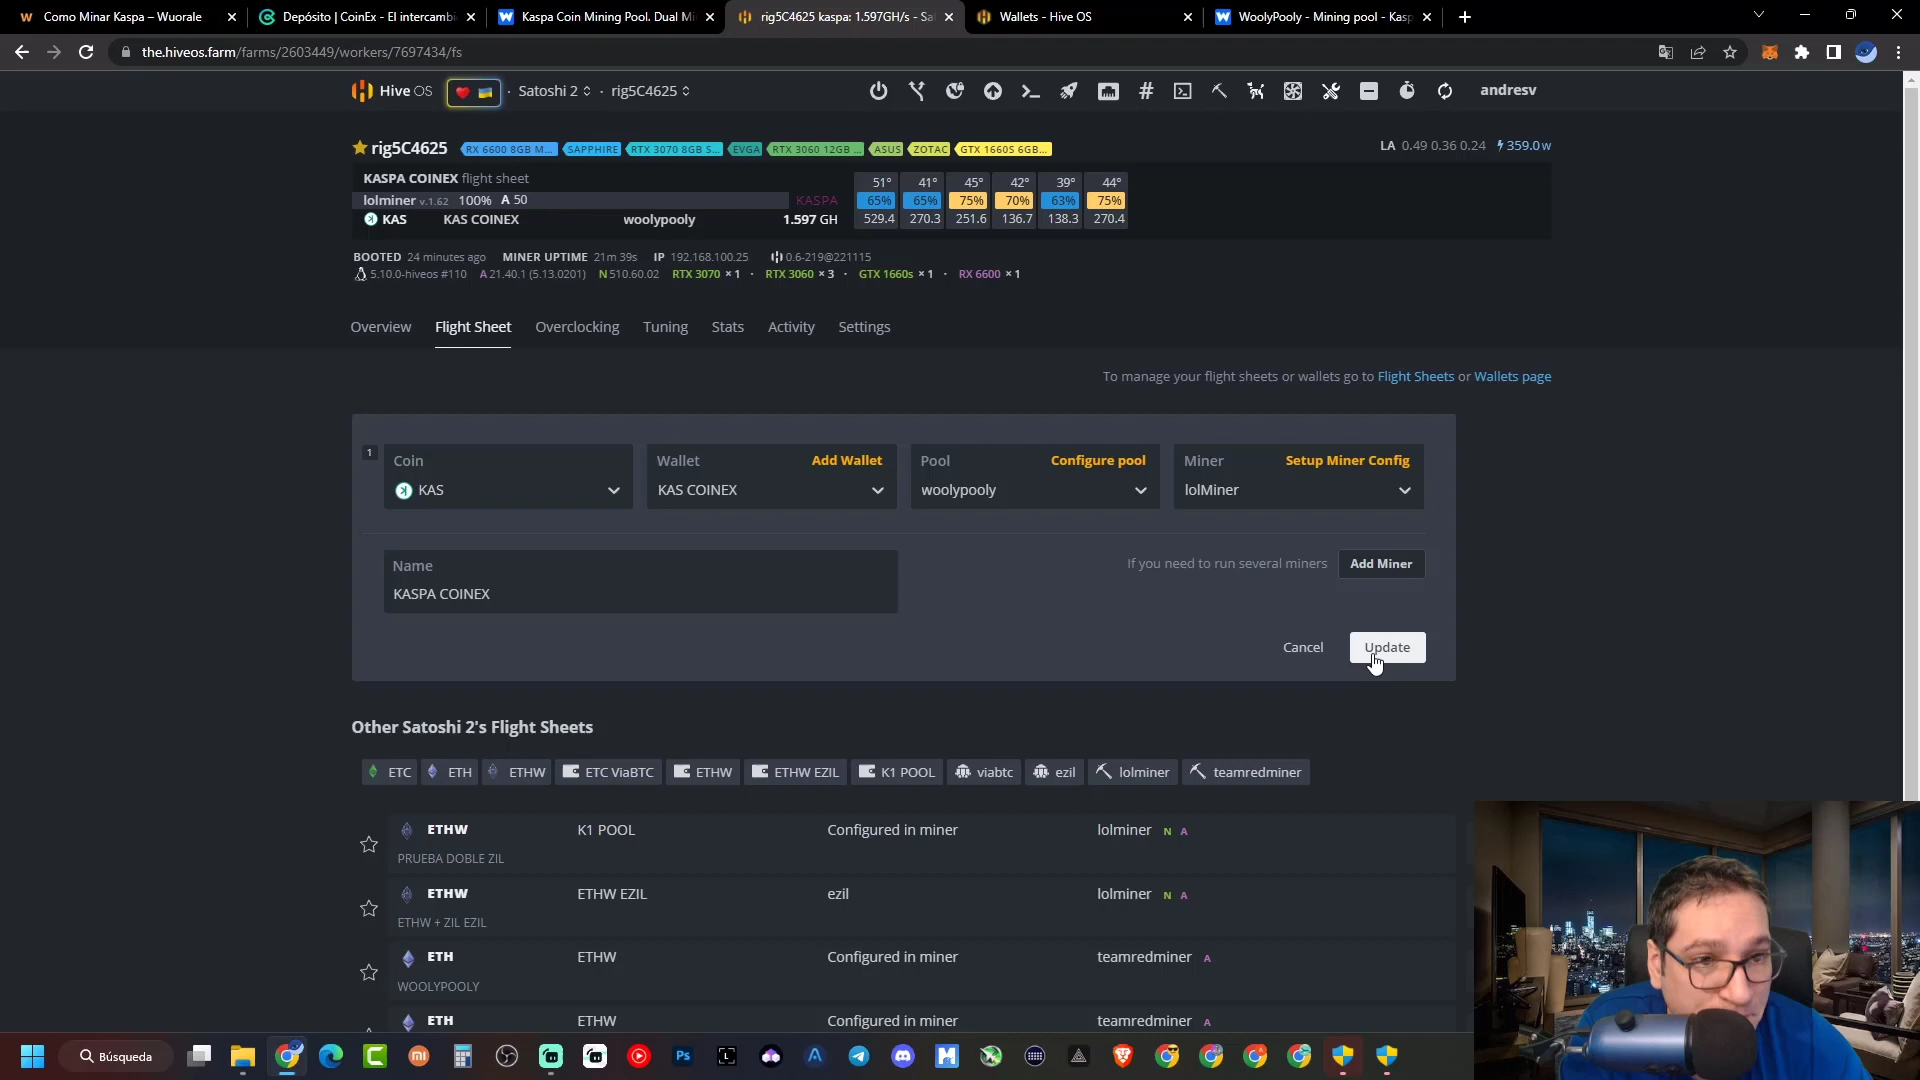 Como Minar Kaspa – Wuorale
Depósito | CoinEx - El intercambi
Kaspa Coin Mining Pool. Dual Mi
rig5C4625 kaspa: 1.597GH/s - Sa
Wallets - Hive OS
WoolyPooly - Mining pool - Kasp
the.hiveos.farm/farms/2603449/workers/7697434/fs
Hive OS
Satoshi 2
rig5C4625
andresv
rig5C4625
RX 6600 8GB M...
SAPPHIRE
RTX 3070 8GB S...
EVGA
RTX 3060 12GB ...
ASUS
ZOTAC
GTX 1660S 6GB...
LA 0.49 0.36 0.24 359.0 w
KASPA COINEX flight sheet
51° 41° 45° 42° 39° 44°
lolminer v.1.62 100% A 50 KASPA
65% 65% 75% 70% 63% 75%
KAS KAS COINEX woolypooly 1.597 GH
529.4 270.3 251.6 136.7 138.3 270.4
BOOTED 24 minutes ago MINER UPTIME 21m 39s IP 192.168.100.25 0.6-219@221115
5.10.0-hiveos #110 A 21.40.1 (5.13.0201) N 510.60.02 RTX 3070 × 1 · RTX 3060 × 3 · GTX 1660s × 1 · RX 6600 × 1
Overview Flight Sheet Overclocking Tuning Stats Activity Settings
To manage your flight sheets or wallets go to Flight Sheets or Wallets page
1
Coin
KAS
Wallet Add Wallet
KAS COINEX
Pool Configure pool
woolypooly
Miner Setup Miner Config
lolMiner
Name
KASPA COINEX
If you need to run several miners Add Miner
Cancel Update
Other Satoshi 2's Flight Sheets
ETC ETH ETHW ETC ViaBTC ETHW ETHW EZIL K1 POOL viabtc ezil lolminer teamredminer
ETHW K1 POOL Configured in miner lolminer N A
PRUEBA DOBLE ZIL
ETHW ETHW EZIL ezil lolminer N A
ETHW + ZIL EZIL
ETH ETHW Configured in miner teamredminer A
WOOLYPOOLY
ETH ETHW Configured in miner teamredminer A
Búsqueda